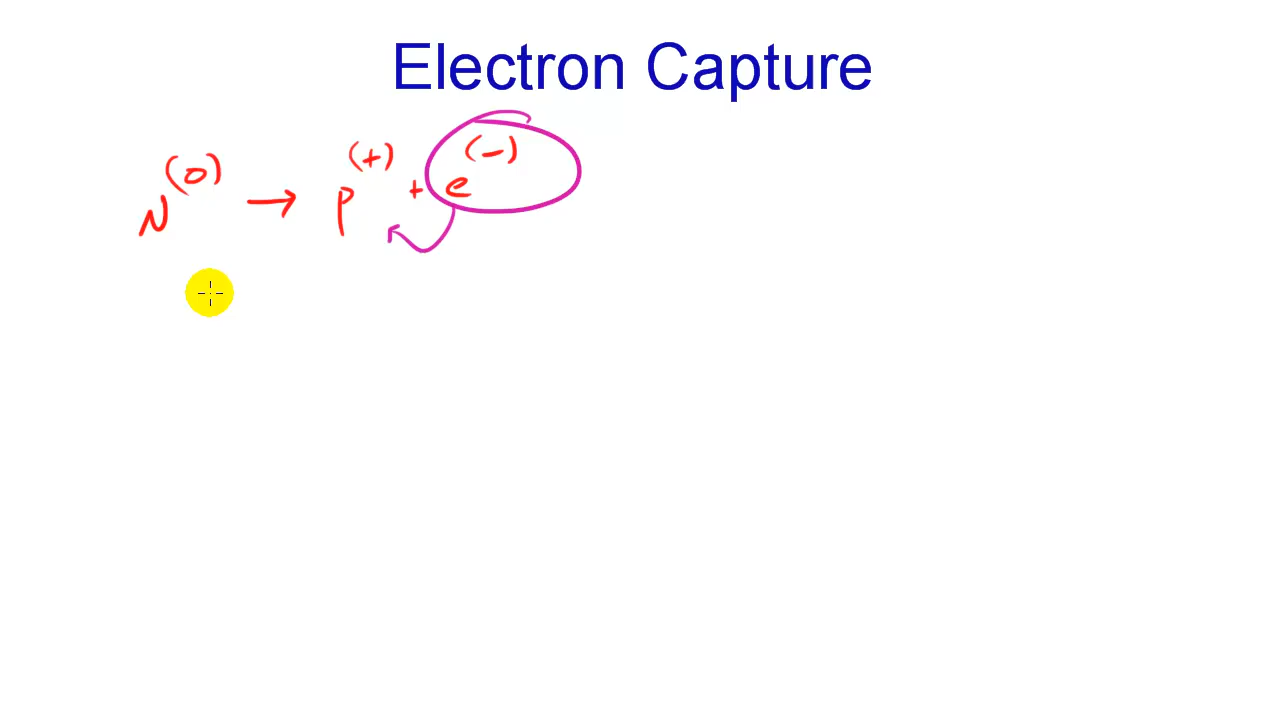 Electron Capture
N^(0) → p^(+) + e^(-)